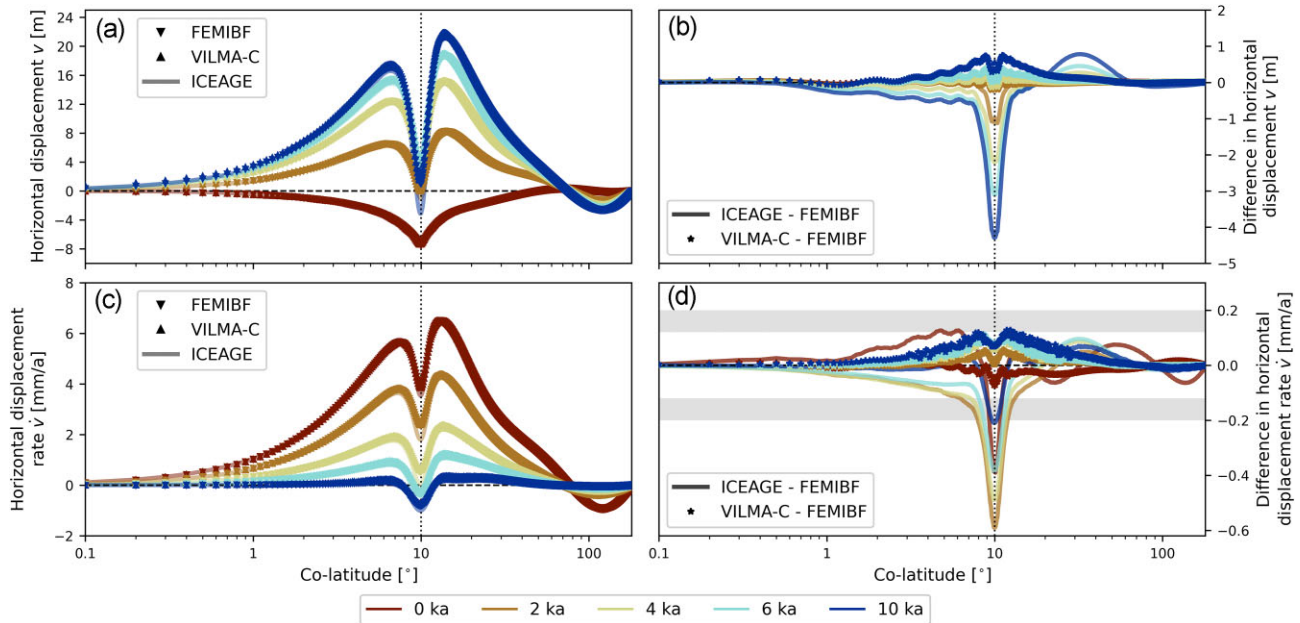 (a)
FEMIBF
VILMA-C
ICEAGE
Horizontal displacement v [m]
24
20
16
12
8
4
0
−4
−8
(b)
ICEAGE - FEMIBF
VILMA-C - FEMIBF
2
1
0
−1
−2
−3
−4
−5
Difference in horizontal
displacement v [m]
(c)
FEMIBF
VILMA-C
ICEAGE
Horizontal displacement
rate v̇ [mm/a]
8
6
4
2
0
−2
0.1 1 10 100
Co-latitude [°]
(d)
ICEAGE - FEMIBF
VILMA-C - FEMIBF
0.2
0.0
−0.2
−0.4
−0.6
Difference in horizontal
displacement rate v̇ [mm/a]
0.1 1 10 100
Co-latitude [°]
0 ka 2 ka 4 ka 6 ka 10 ka